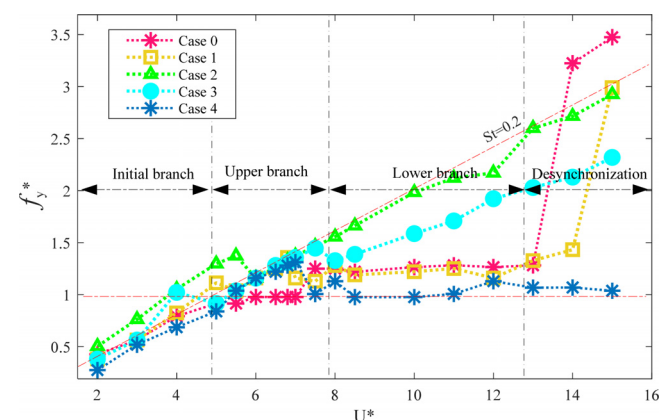 Case 0
Case 1
Case 2
Case 3
Case 4
St=0.2
Initial branch
Upper branch
Lower branch
Desynchronization
f_y*
3.5
3
2.5
2
1.5
1
0.5
2
4
6
8
10
12
14
16
U*